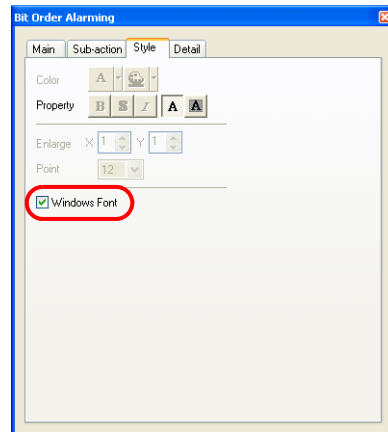 Bit Order Alarming
Main Sub-action Style Detail
Color A
Property B S I A A
Enlarge X 1 Y 1
Point 12
Windows Font